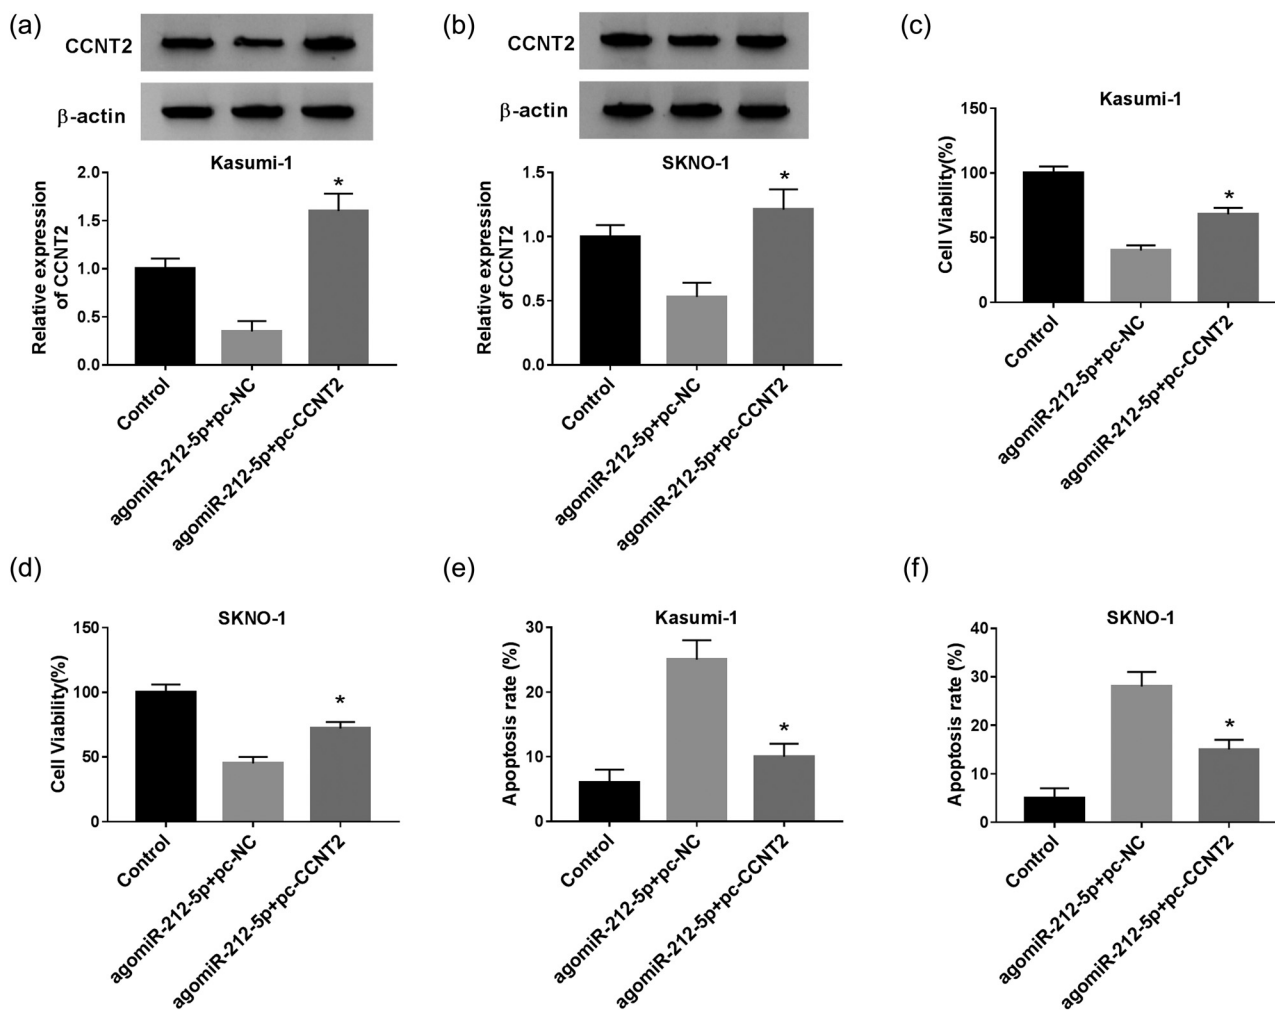 (a)
CCNT2
β-actin
Kasumi-1
Relative expression
of CCNT2
2.0
1.5
1.0
0.5
0.0
*
Control
agomiR-212-5p+pc-NC
agomiR-212-5p+pc-CCNT2
(b)
CCNT2
β-actin
SKNO-1
Relative expression
of CCNT2
1.5
1.0
0.5
0.0
*
Control
agomiR-212-5p+pc-NC
agomiR-212-5p+pc-CCNT2
(c)
Kasumi-1
Cell Viability(%)
150
100
50
0
*
Control
agomiR-212-5p+pc-NC
agomiR-212-5p+pc-CCNT2
(d)
SKNO-1
Cell Viability(%)
150
100
50
0
*
Control
agomiR-212-5p+pc-NC
agomiR-212-5p+pc-CCNT2
(e)
Kasumi-1
Apoptosis rate (%)
30
20
10
0
*
Control
agomiR-212-5p+pc-NC
agomiR-212-5p+pc-CCNT2
(f)
SKNO-1
Apoptosis rate (%)
40
30
20
10
0
*
Control
agomiR-212-5p+pc-NC
agomiR-212-5p+pc-CCNT2